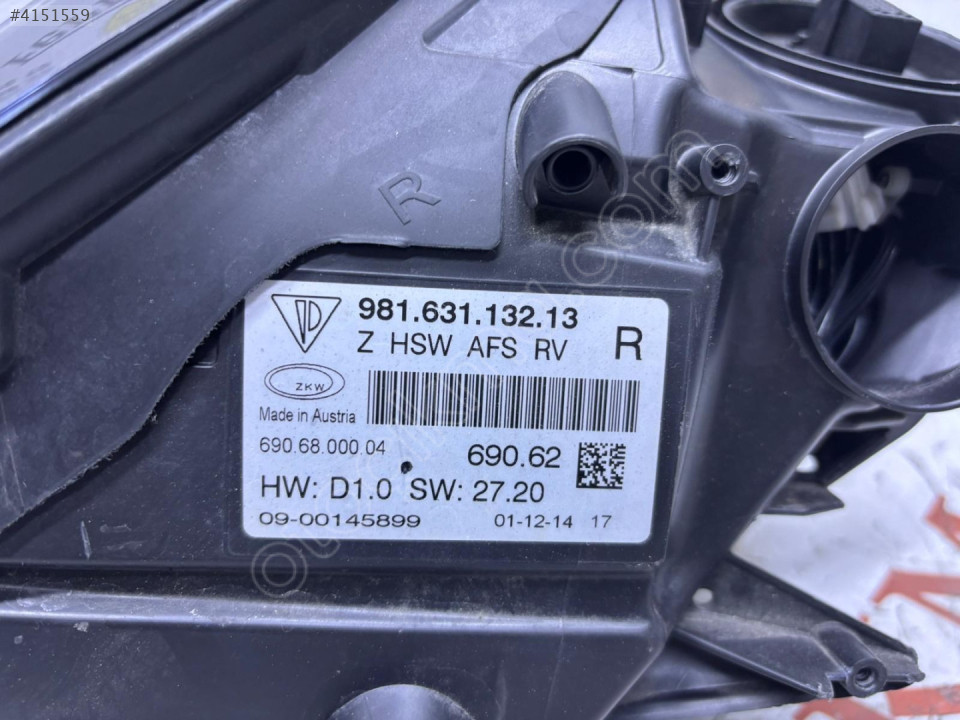 #4151559
R
981.631.132.13
Z HSW AFS RV
R
ZKW
Made in Austria
690.68.000.04
690.62
HW: D1.0 SW: 27.20
09-00145899
01-12-14 17